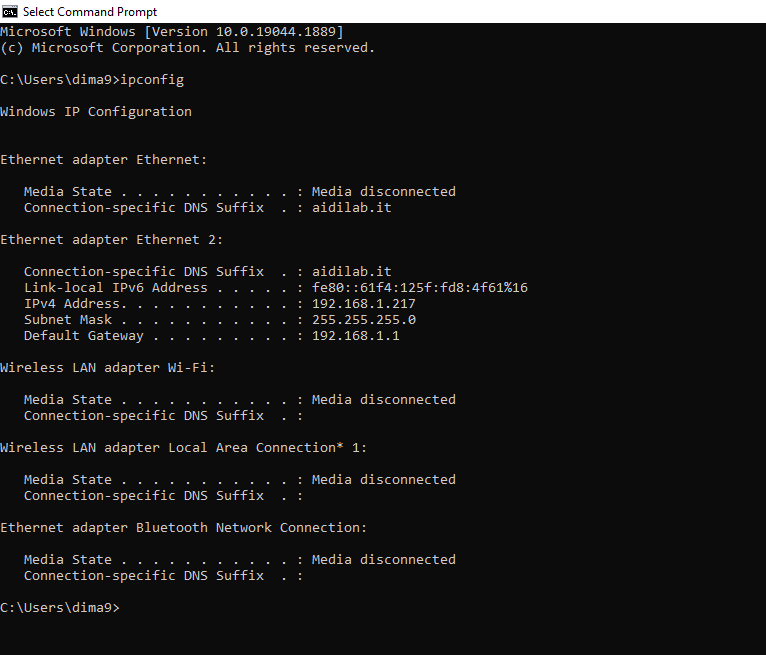 Select Command Prompt
Microsoft Windows [Version 10.0.19044.1889]
(c) Microsoft Corporation. All rights reserved.
C:\Users\dima9>ipconfig
Windows IP Configuration
Ethernet adapter Ethernet:
   Media State . . . . . . . . . . . : Media disconnected
   Connection-specific DNS Suffix  . : aidilab.it
Ethernet adapter Ethernet 2:
   Connection-specific DNS Suffix  . : aidilab.it
   Link-local IPv6 Address . . . . . : fe80::61f4:125f:fd8:4f61%16
   IPv4 Address. . . . . . . . . . . : 192.168.1.217
   Subnet Mask . . . . . . . . . . . : 255.255.255.0
   Default Gateway . . . . . . . . . : 192.168.1.1
Wireless LAN adapter Wi-Fi:
   Media State . . . . . . . . . . . : Media disconnected
   Connection-specific DNS Suffix  . :
Wireless LAN adapter Local Area Connection* 1:
   Media State . . . . . . . . . . . : Media disconnected
   Connection-specific DNS Suffix  . :
Ethernet adapter Bluetooth Network Connection:
   Media State . . . . . . . . . . . : Media disconnected
   Connection-specific DNS Suffix  . :
C:\Users\dima9>